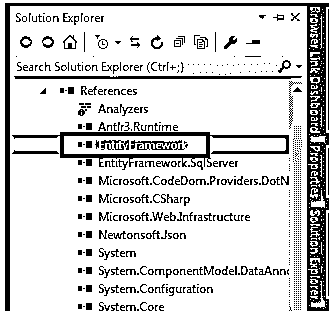 Solution Explorer
Search Solution Explorer (Ctrl+;)
References
Analyzers
Antlr3.Runtime
EntityFramework
EntityFramework.SqlServer
Microsoft.CodeDom.Providers.DotN
Microsoft.CSharp
Microsoft.Web.Infrastructure
Newtonsoft.Json
System
System.ComponentModel.DataAnno
System.Configuration
System.Core
Browser Link Dashboard
Properties
Solution Explorer